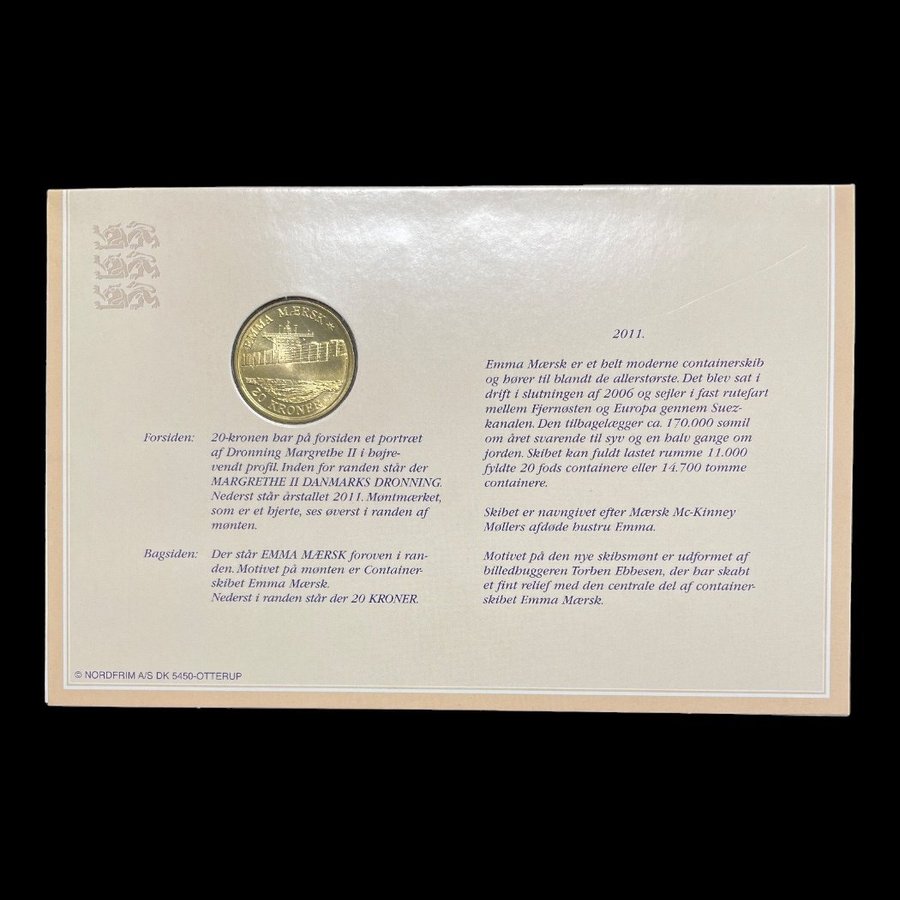 EMMA MÆRSK
20 KRONER
Forsiden: 20-kronen har på forsiden et portræt
af Dronning Margrethe II i højre-
vendt profil. Inden for randen står der
MARGRETHE II DANMARKS DRONNING.
Nederst står årstallet 2011. Møntmærket,
som er et hjerte, ses øverst i randen af
mønten.
Bagsiden: Der står EMMA MÆRSK foroven i ran-
den. Motivet på mønten er Container-
skibet Emma Mærsk.
Nederst i randen står der 20 KRONER.
2011.
Emma Mærsk er et helt moderne containerskib
og hører til blandt de allerstørste. Det blev sat i
drift i slutningen af 2006 og sejler i fast rutefart
mellem Fjernøsten og Europa gennem Suez-
kanalen. Den tilbagelægger ca. 170.000 sømil
om året svarende til syv og en halv gange om
jorden. Skibet kan fuldt lastet rumme 11.000
fyldte 20 fods containere eller 14.700 tomme
containere.
Skibet er navngivet efter Mærsk Mc-Kinney
Møllers afdøde hustru Emma.
Motivet på den nye skibsmønt er udformet af
billedhuggeren Torben Ebbesen, der har skabt
et fint relief med den centrale del af container-
skibet Emma Mærsk.
© NORDFRIM A/S DK 5450-OTTERUP